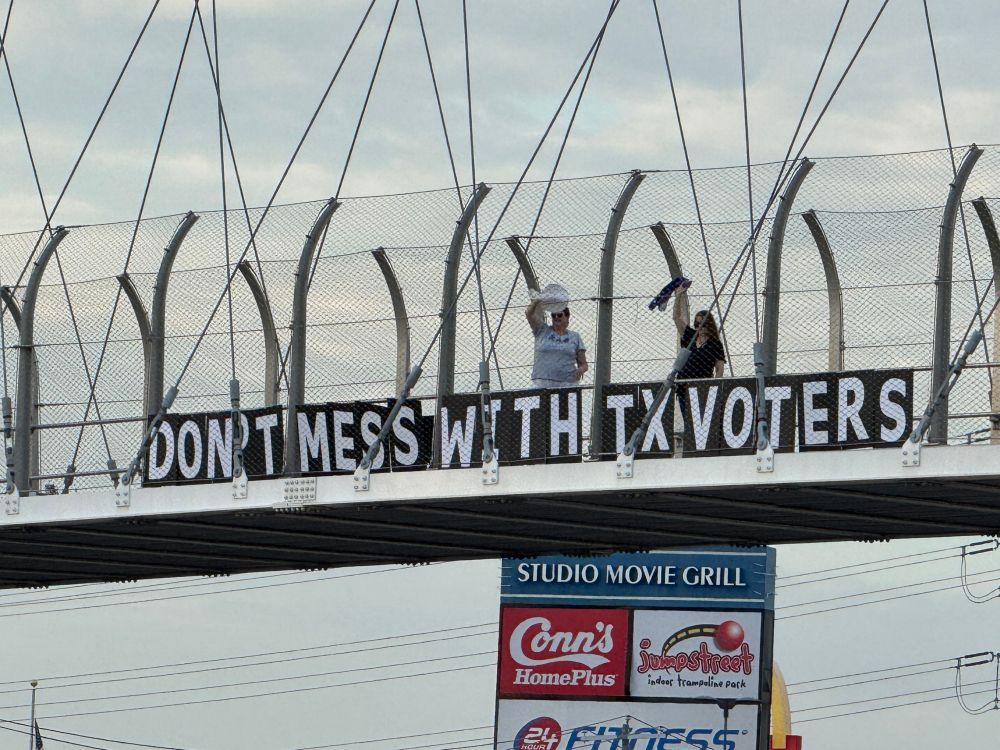 DON'T MESS WITH TX VOTERS
STUDIO MOVIE GRILL
Conn's
HomePlus
jumpstreet
indoor trampoline park
24
HOUR
FITNESS